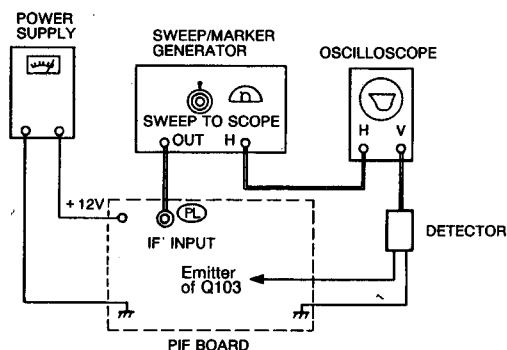 POWER
SUPPLY
SWEEP/MARKER
GENERATOR
OSCILLOSCOPE
SWEEP TO SCOPE
OUT H
H V
+12V
PL
IF INPUT
DETECTOR
Emitter
of Q103
PIF BOARD